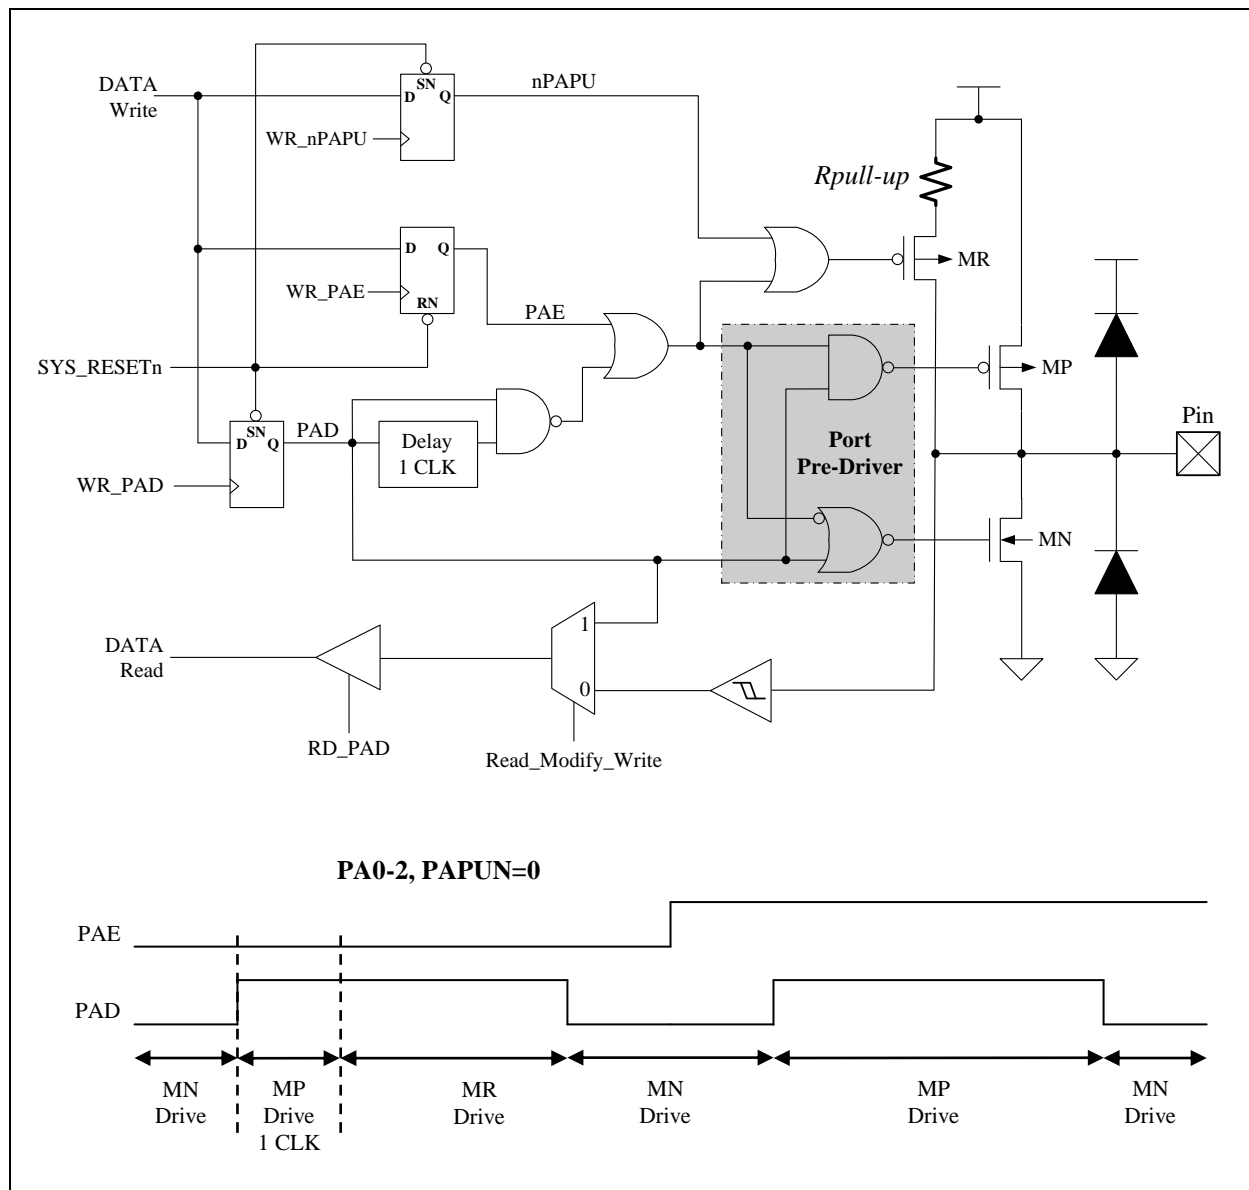 DATA
Write
SN
D
Q
nPAPU
WR_nPAPU
Rpull-up
D
Q
WR_PAE
RN
PAE
MR
SYS_RESETn
MP
SN
D
Q
PAD
Delay
1 CLK
Port
Pre-Driver
Pin
WR_PAD
MN
1
DATA
Read
0
RD_PAD
Read_Modify_Write
PA0-2, PAPUN=0
PAE
PAD
MN
Drive
MP
Drive
1 CLK
MR
Drive
MN
Drive
MP
Drive
MN
Drive